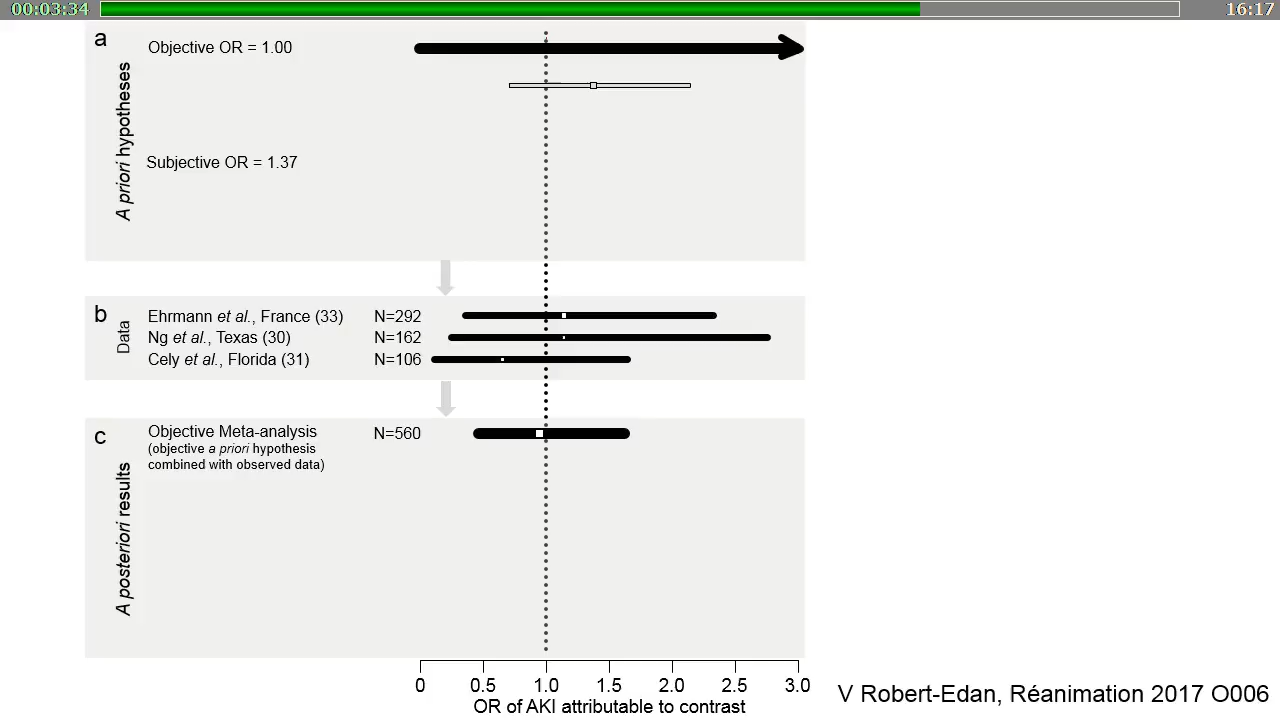 00:03:34 16:17
a
Objective OR = 1.00
A priori hypotheses
Subjective OR = 1.37
b
Data
Ehrmann et al., France (33) N=292
Ng et al., Texas (30) N=162
Cely et al., Florida (31) N=106
c
Objective Meta-analysis N=560
(objective a priori hypothesis
combined with observed data)
A posteriori results
0 0.5 1.0 1.5 2.0 2.5 3.0
OR of AKI attributable to contrast
V Robert-Edan, Réanimation 2017 O006